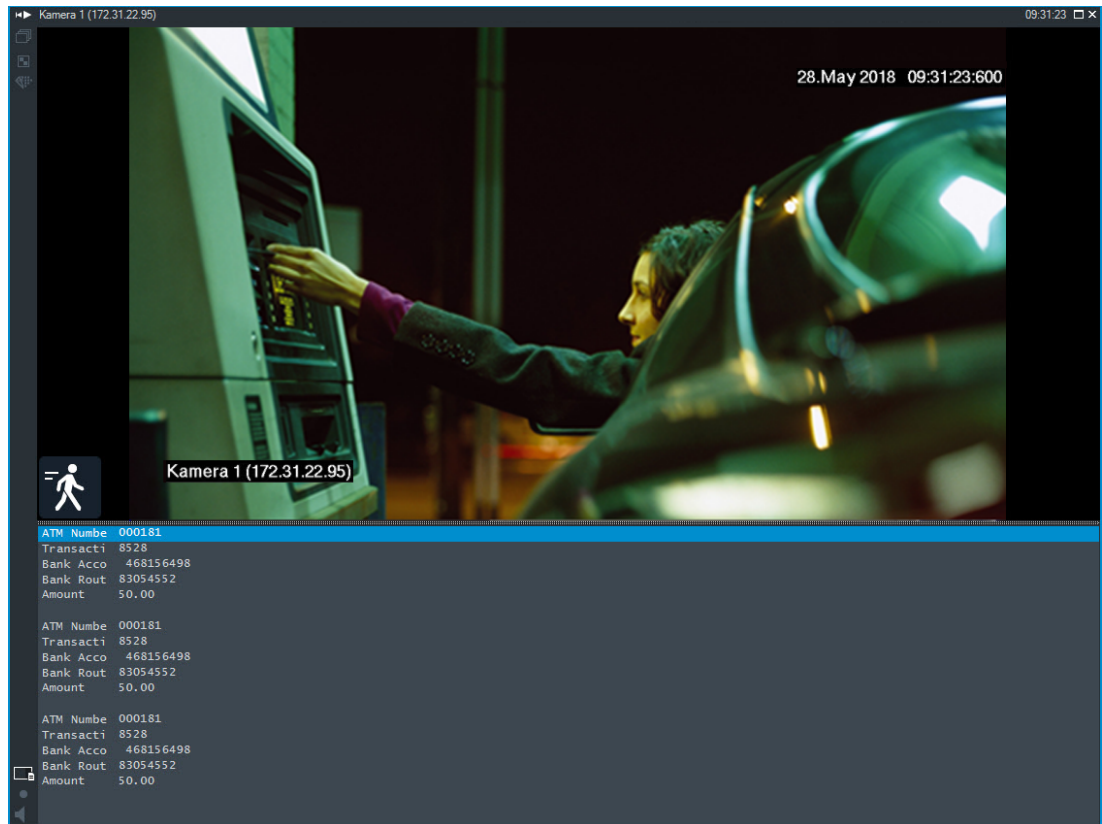 Kamera 1 (172.31.22.95) 09:31:23
28.May 2018 09:31:23:600
Kamera 1 (172.31.22.95)
ATM Numbe 000181
Transacti 8528
Bank Acco 468156498
Bank Rout 83054552
Amount 50.00
ATM Numbe 000181
Transacti 8528
Bank Acco 468156498
Bank Rout 83054552
Amount 50.00
ATM Numbe 000181
Transacti 8528
Bank Acco 468156498
Bank Rout 83054552
Amount 50.00